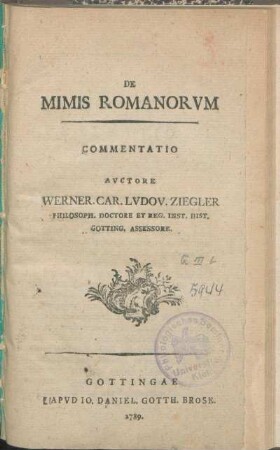 DE
MIMIS ROMANORVM
COMMENTATIO
AVCTORE
WERNER. CAR. LVDOV. ZIEGLER
PHILOSOPH. DOCTORE ET REG. INST. HIST.
GOTTING. ASSESSORE.
5944
GOTTINGAE
APVD IO. DANIEL. GOTTH. BROSE.
1789.